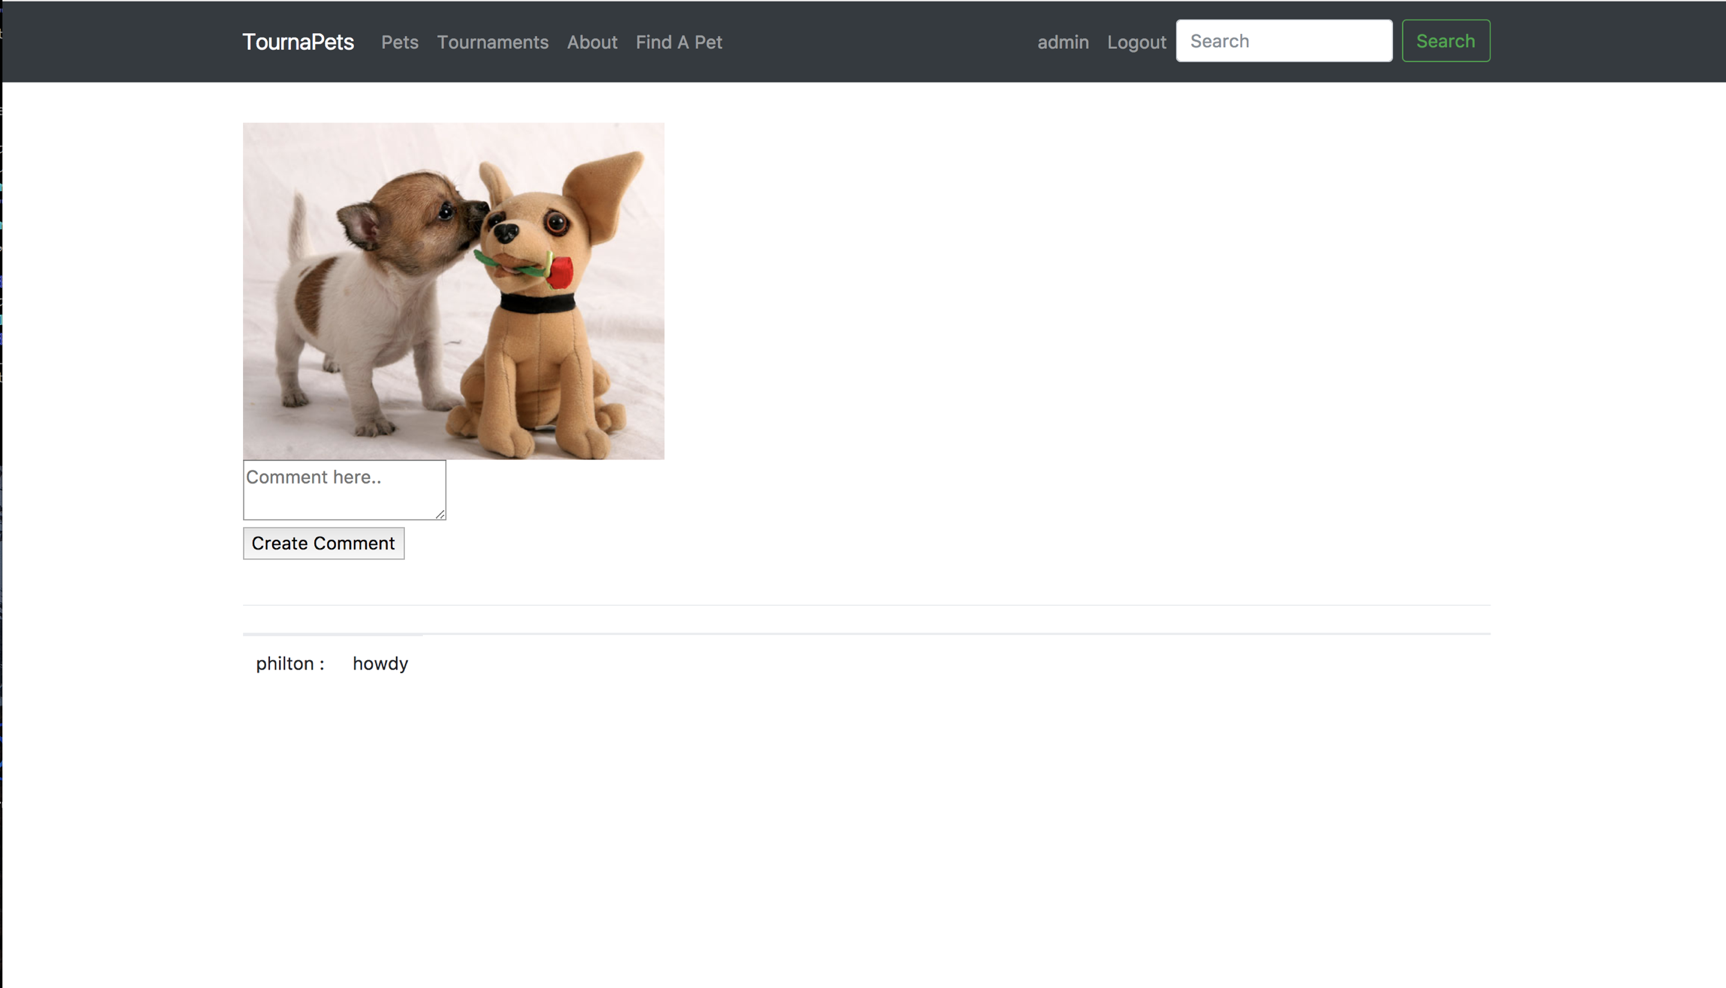 TournaPets Pets Tournaments About Find A Pet admin Logout Search Search
Comment here..
Create Comment
philton : howdy